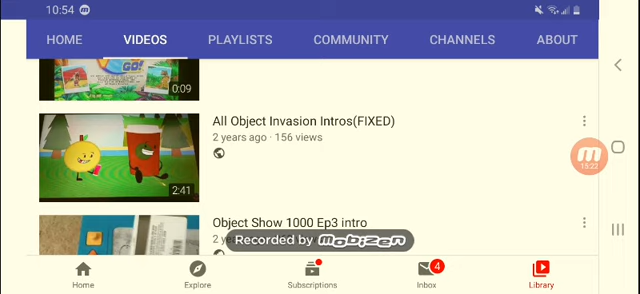 10:54
HOME VIDEOS PLAYLISTS COMMUNITY CHANNELS ABOUT
GO!
0:09
All Object Invasion Intros(FIXED)
2 years ago · 156 views
2:41
15:22
Object Show 1000 Ep3 intro
2
Recorded by mobizen
4
Home Explore Subscriptions Inbox Library